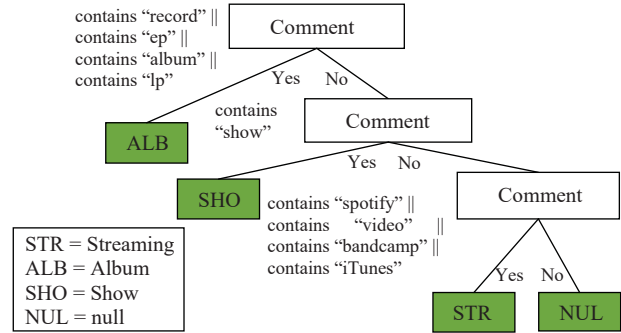 contains “record” ||
contains “ep” ||
contains “album” ||
contains “lp”
Comment
Yes No
ALB
contains
“show”
Comment
Yes No
SHO
contains “spotify” ||
contains “video” ||
contains “bandcamp” ||
contains “iTunes”
Comment
Yes No
STR
NUL
STR = Streaming
ALB = Album
SHO = Show
NUL = null